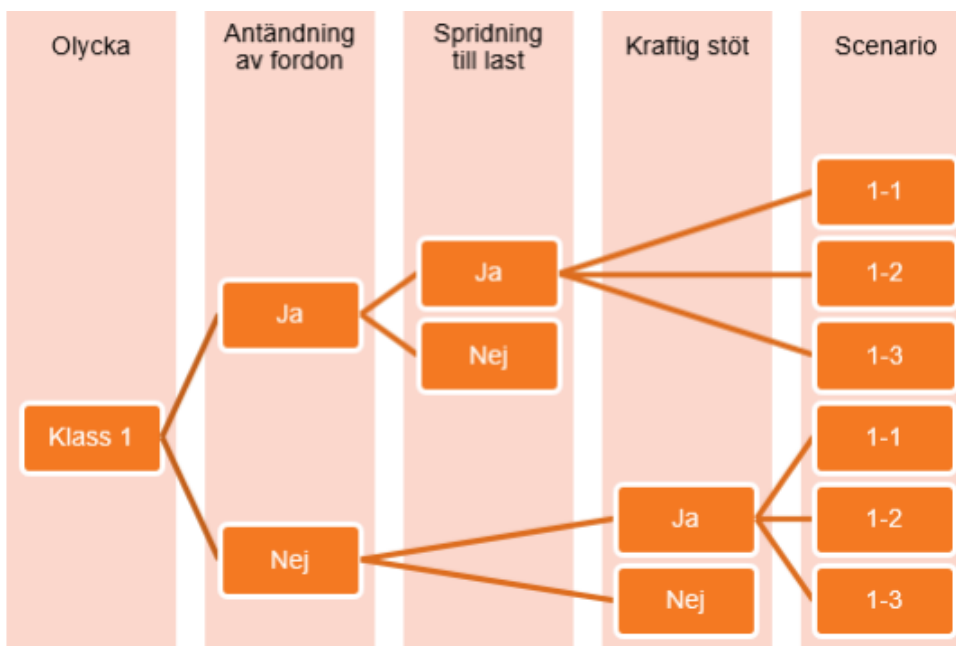 Olycka
Antändning
av fordon
Spridning
till last
Kraftig stöt
Scenario
1-1
Ja
1-2
Ja
Nej
1-3
Klass 1
1-1
Ja
1-2
Nej
Nej
1-3